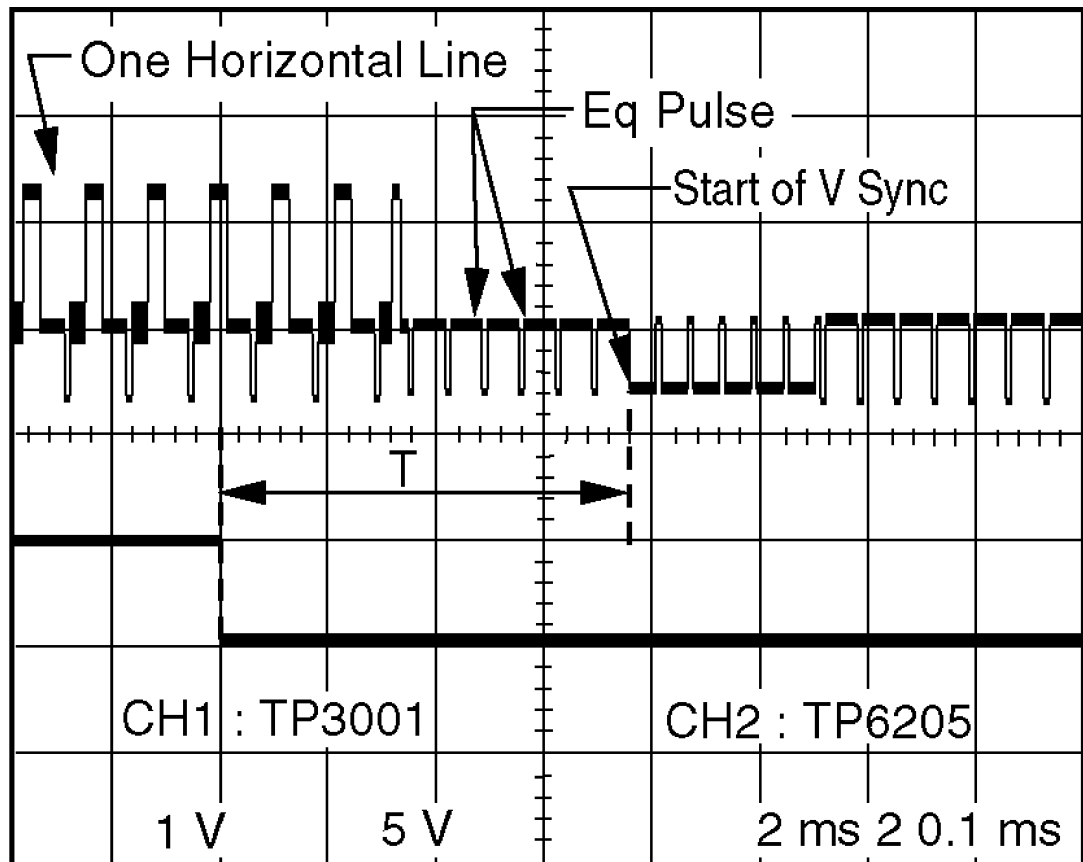 One Horizontal Line
Eq Pulse
Start of V Sync
T
CH1 : TP3001 CH2 : TP6205
1 V 5 V 2 ms 2 0.1 ms